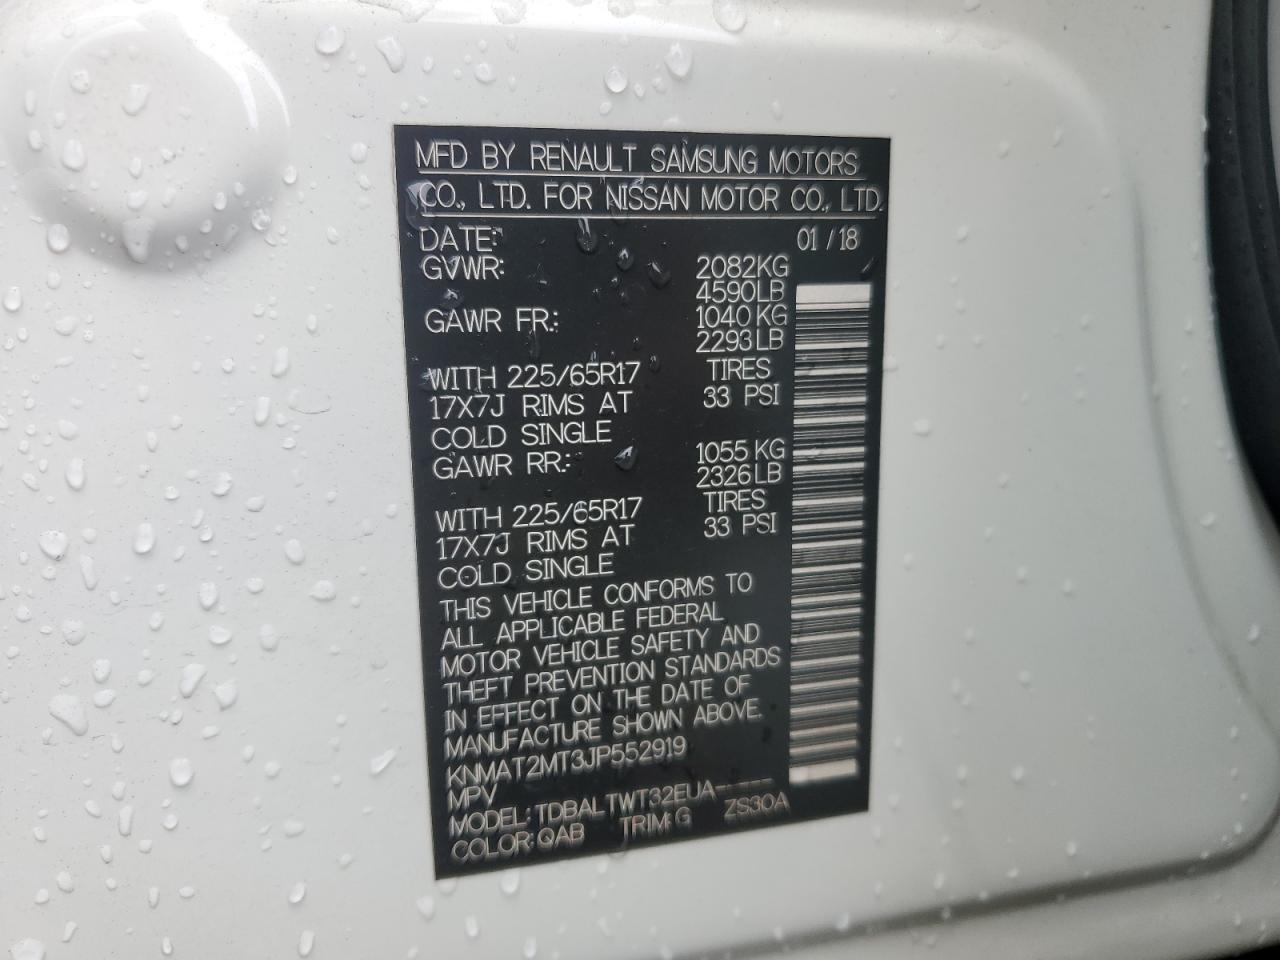 MFD BY RENAULT SAMSUNG MOTORS
CO., LTD. FOR NISSAN MOTOR CO., LTD.
DATE: 01 / 18
GVWR: 2082KG
4590LB
GAWR FR: 1040 KG
2293LB
WITH 225/65R17 TIRES
17X7J RIMS AT 33 PSI
COLD SINGLE
GAWR RR: 1055 KG
2326LB
WITH 225/65R17 TIRES
17X7J RIMS AT 33 PSI
COLD SINGLE
THIS VEHICLE CONFORMS TO
ALL APPLICABLE FEDERAL
MOTOR VEHICLE SAFETY AND
THEFT PREVENTION STANDARDS
IN EFFECT ON THE DATE OF
MANUFACTURE SHOWN ABOVE.
KNMAT2MT3JP552919
MPV
MODEL: TDBALTWT32EUA-----
COLOR: QAB TRIM: G ZS30A